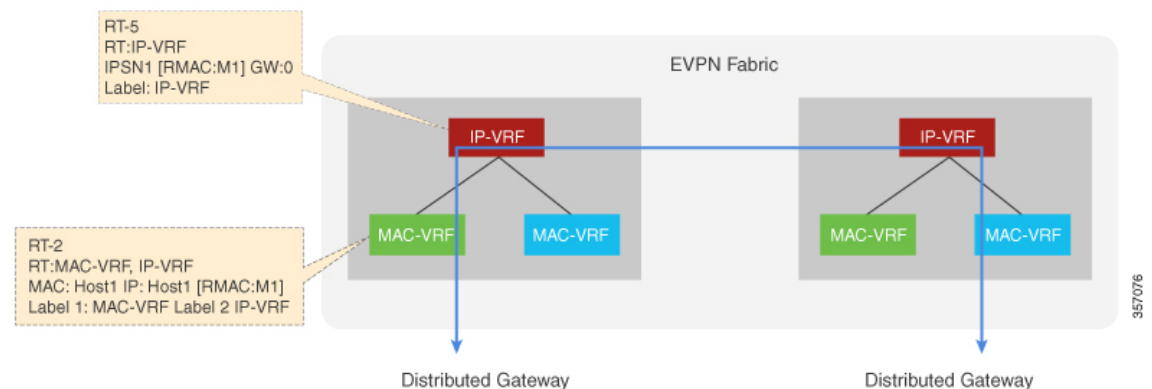 RT-5
RT:IP-VRF
IPSN1 [RMAC:M1] GW:0
Label: IP-VRF
EVPN Fabric
IP-VRF
IP-VRF
MAC-VRF
MAC-VRF
MAC-VRF
MAC-VRF
RT-2
RT:MAC-VRF, IP-VRF
MAC: Host1 IP: Host1 [RMAC:M1]
Label 1: MAC-VRF Label 2 IP-VRF
357076
Distributed Gateway
Distributed Gateway